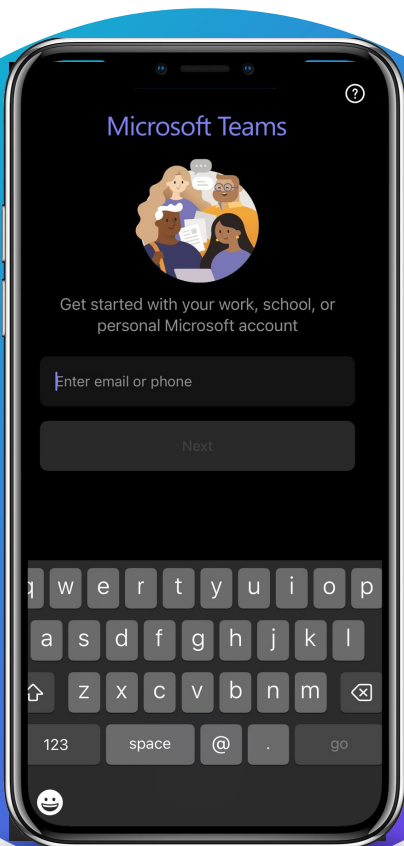 Microsoft Teams
Get started with your work, school, or
personal Microsoft account
Enter email or phone
Next
q w e r t y u i o p
a s d f g h j k l
z x c v b n m
123 space @ . go